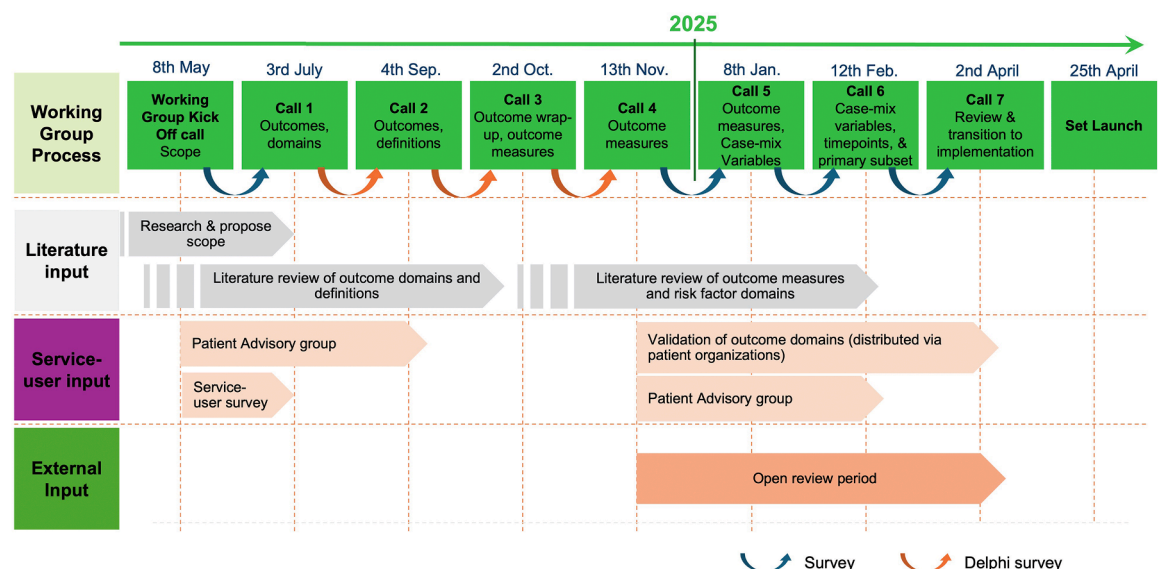 2025
8th May
3rd July
4th Sep.
2nd Oct.
13th Nov.
8th Jan.
12th Feb.
2nd April
25th April
Working
Group
Process
Working
Group Kick
Off call
Scope
Call 1
Outcomes,
domains
Call 2
Outcomes,
definitions
Call 3
Outcome wrap-
up, outcome
measures
Call 4
Outcome
measures
Call 5
Outcome
measures,
Case-mix
Variables
Call 6
Case-mix
variables,
timepoints, &
primary subset
Call 7
Review &
transition to
implementation
Set Launch
Literature
input
Research & propose
scope
Literature review of outcome domains and
definitions
Literature review of outcome measures
and risk factor domains
Service-
user input
Patient Advisory group
Service-
user survey
Validation of outcome domains (distributed via
patient organizations)
Patient Advisory group
External
Input
Open review period
Survey
Delphi survey